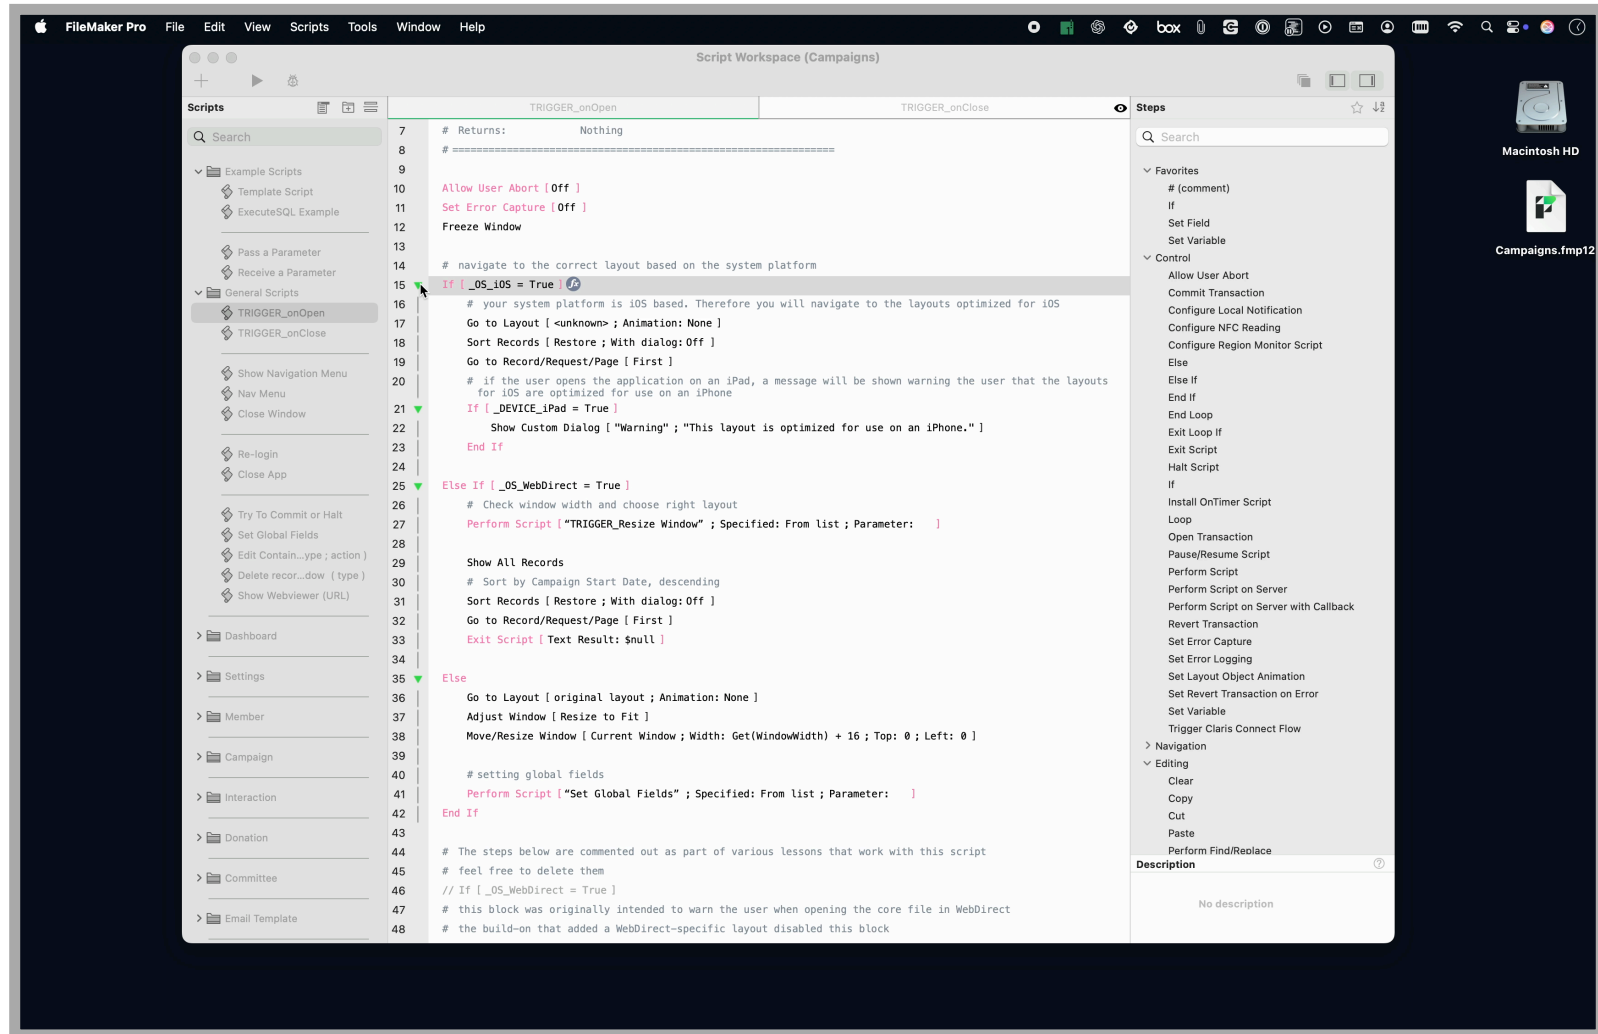 FileMaker Pro File Edit View Scripts Tools Window Help
box
Script Workspace (Campaigns)
Scripts
Search
Example Scripts
Template Script
ExecuteSQL Example
Pass a Parameter
Receive a Parameter
General Scripts
TRIGGER_onOpen
TRIGGER_onClose
Show Navigation Menu
Nav Menu
Close Window
Re-login
Close App
Try To Commit or Halt
Set Global Fields
Edit Contain...ype ; action )
Delete recor...dow ( type )
Show Webviewer (URL)
Dashboard
Settings
Member
Campaign
Interaction
Donation
Committee
Email Template
TRIGGER_onOpen TRIGGER_onClose
7 # Returns: Nothing
8 # ===============================================================
9
10 Allow User Abort [ Off ]
11 Set Error Capture [ Off ]
12 Freeze Window
13
14 # navigate to the correct layout based on the system platform
15 If [ _OS_iOS = True ] fx
16 # your system platform is iOS based. Therefore you will navigate to the layouts optimized for iOS
17 Go to Layout [ <unknown> ; Animation: None ]
18 Sort Records [ Restore ; With dialog: Off ]
19 Go to Record/Request/Page [ First ]
20 # if the user opens the application on an iPad, a message will be shown warning the user that the layouts
for iOS are optimized for use on an iPhone
21 If [ _DEVICE_iPad = True ]
22 Show Custom Dialog [ "Warning" ; "This layout is optimized for use on an iPhone." ]
23 End If
24
25 Else If [ _OS_WebDirect = True ]
26 # Check window width and choose right layout
27 Perform Script [ “TRIGGER_Resize Window” ; Specified: From list ; Parameter: ]
28
29 Show All Records
30 # Sort by Campaign Start Date, descending
31 Sort Records [ Restore ; With dialog: Off ]
32 Go to Record/Request/Page [ First ]
33 Exit Script [ Text Result: $null ]
34
35 Else
36 Go to Layout [ original layout ; Animation: None ]
37 Adjust Window [ Resize to Fit ]
38 Move/Resize Window [ Current Window ; Width: Get(WindowWidth) + 16 ; Top: 0 ; Left: 0 ]
39
40 # setting global fields
41 Perform Script [ “Set Global Fields” ; Specified: From list ; Parameter: ]
42 End If
43
44 # The steps below are commented out as part of various lessons that work with this script
45 # feel free to delete them
46 // If [ _OS_WebDirect = True ]
47 # this block was originally intended to warn the user when opening the core file in WebDirect
48 # the build-on that added a WebDirect-specific layout disabled this block
Steps
Search
Favorites
# (comment)
If
Set Field
Set Variable
Control
Allow User Abort
Commit Transaction
Configure Local Notification
Configure NFC Reading
Configure Region Monitor Script
Else
Else If
End If
End Loop
Exit Loop If
Exit Script
Halt Script
If
Install OnTimer Script
Loop
Open Transaction
Pause/Resume Script
Perform Script
Perform Script on Server
Perform Script on Server with Callback
Revert Transaction
Set Error Capture
Set Error Logging
Set Layout Object Animation
Set Revert Transaction on Error
Set Variable
Trigger Claris Connect Flow
Navigation
Editing
Clear
Copy
Cut
Paste
Perform Find/Replace
Description
No description
Macintosh HD
Campaigns.fmp12